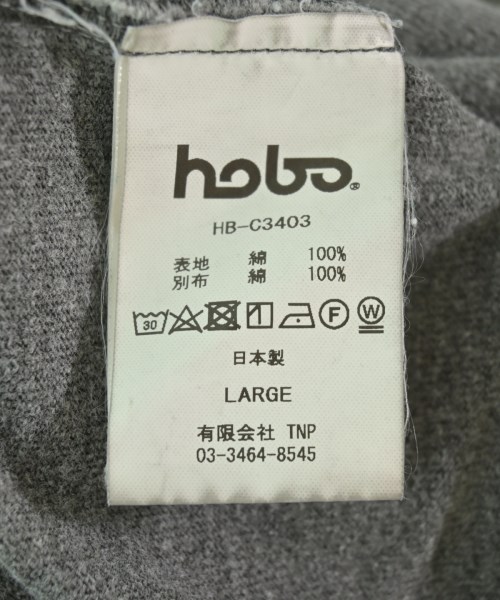 hobo®
HB-C3403
表地 綿 100%
別布 綿 100%
30 F W
日本製
LARGE
有限会社 TNP
03-3464-8545